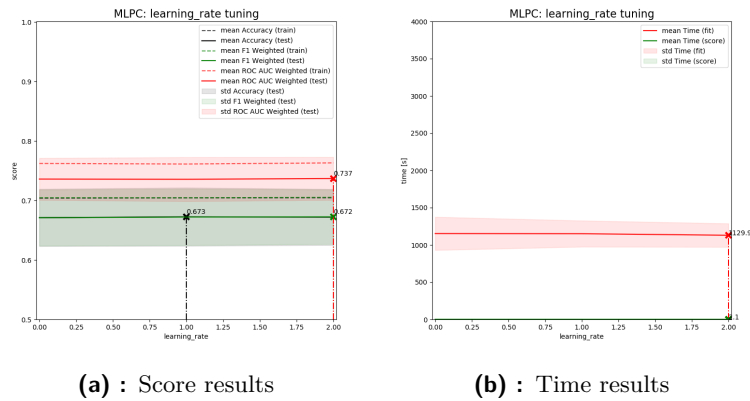 MLPC: learning_rate tuning
mean Accuracy (train)
mean Accuracy (test)
mean F1 Weighted (train)
mean F1 Weighted (test)
mean ROC AUC Weighted (train)
mean ROC AUC Weighted (test)
std Accuracy (test)
std F1 Weighted (test)
std ROC AUC Weighted (test)
1.0
0.9
0.8
0.7
0.6
0.5
score
0.737
0.673
0.672
0.00 0.25 0.50 0.75 1.00 1.25 1.50 1.75 2.00
learning_rate
(a) : Score results
MLPC: learning_rate tuning
mean Time (fit)
mean Time (score)
std Time (fit)
std Time (score)
4000
3500
3000
2500
2000
1500
1000
500
0
time [s]
1129.9
0.00 0.25 0.50 0.75 1.00 1.25 1.50 1.75 2.00
learning_rate
(b) : Time results